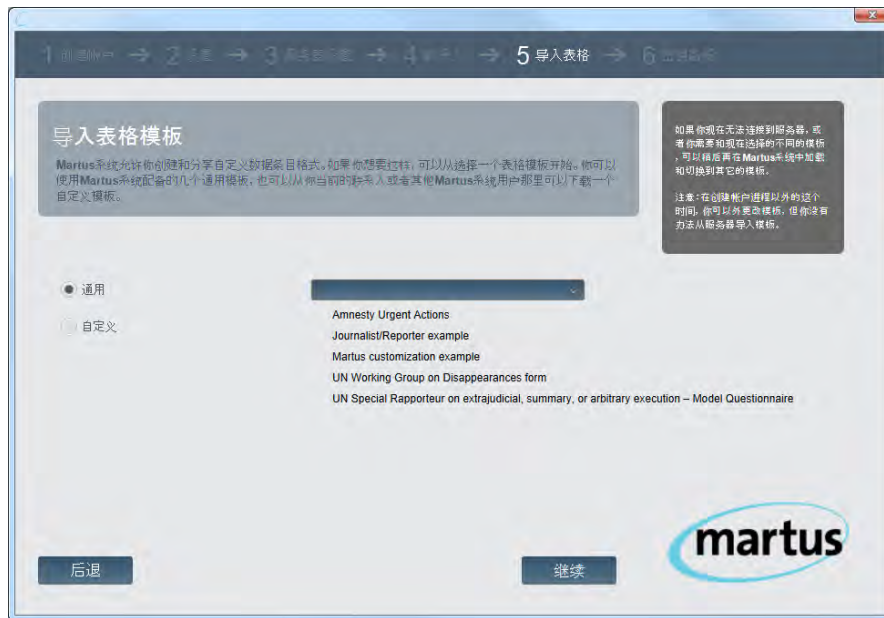 1
2
3
4
5 导入表格
6
导入表格模板
Martus系统允许你创建和分享自定义数据条目格式。如果你想要这样，可以从选择一个表格模板开始。你可以
使用Martus系统配备的几个通用模板，也可以从你当前的联系人或者其他Martus系统用户那里可以下载一个
自定义模板。
如果你现在无法连接到服务器，或
者你需要和现在选择的不同的模板
，可以稍后再在Martus系统中加载
和切换到其它的模板。
注意：在创建帐户进程以外的这个
时间，你可以外更改模板，但你没有
力法从服务器导入模板。
通用
自定义
Amnesty Urgent Actions
Journalist/Reporter example
Martus customization example
UN Working Group on Disappearances form
UN Special Rapporteur on extrajudicial, summary, or arbitrary execution – Model Questionnaire
后退
继续
martus